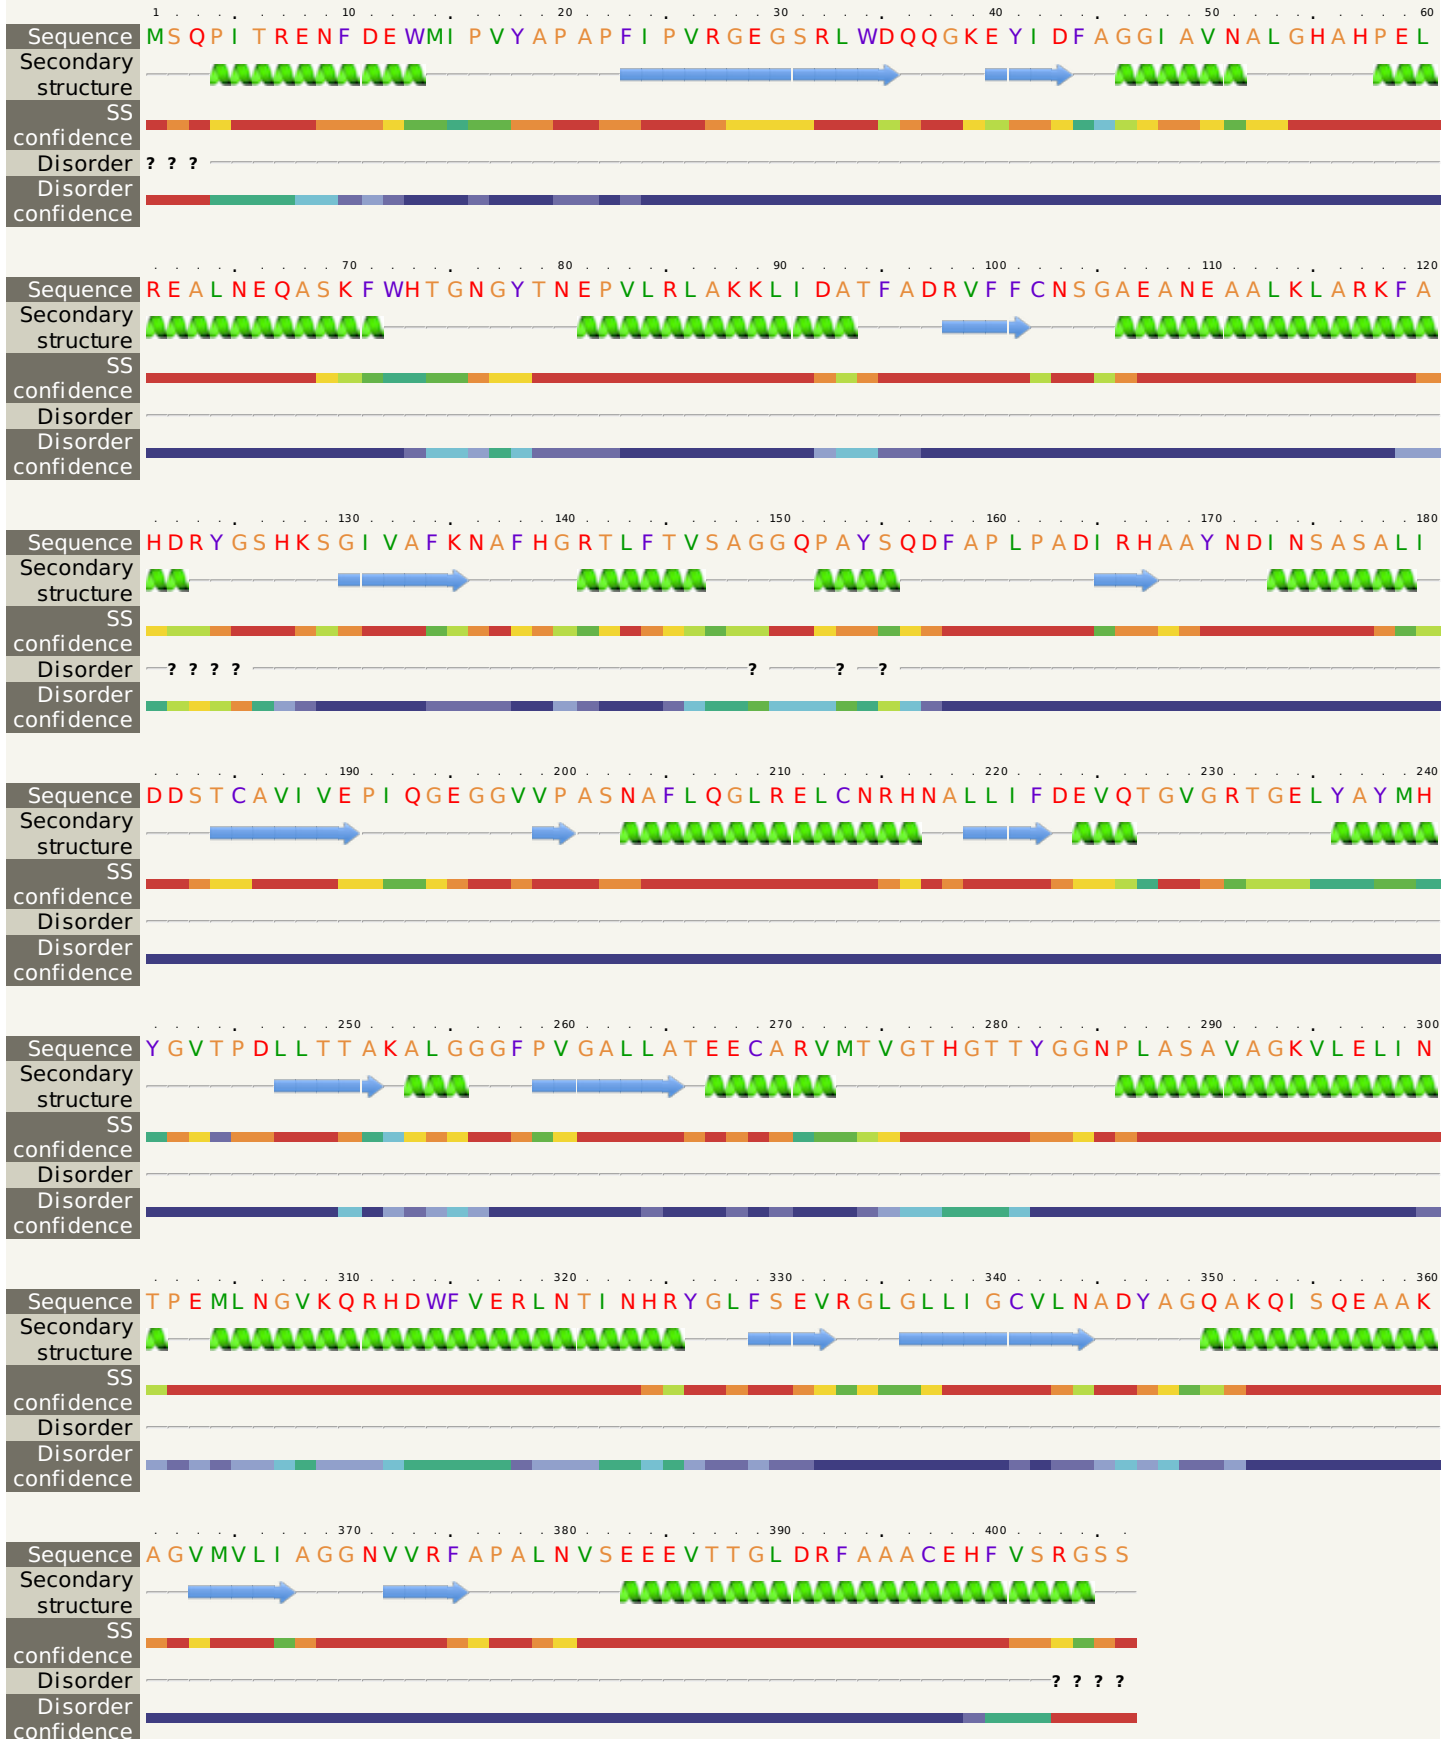 1 10 20 30 40 50 60
Sequence MSQPITRENFDEWMIPVYAPAPFIPVRGEGSRLWDQQGKEYIDFAGGIAVNALGHAHPEL
Secondary
structure
SS
confidence
Disorder ? ? ?
Disorder
confidence
70 80 90 100 110 120
Sequence REALNEQASKFWHTGNGYTNEPVLRLAKKLIDATFADRVFFCNSGAEANEAALKLARKFA
Secondary
structure
SS
confidence
Disorder
Disorder
confidence
130 140 150 160 170 180
Sequence HDRYGSHKSGIVAFKNAFHGRTLFTVSAGGQPAYSQDFAPLPADIRHAAYNDINSASALI
Secondary
structure
SS
confidence
Disorder ? ? ? ? ? ? ?
Disorder
confidence
190 200 210 220 230 240
Sequence DDSTCAVIVEPIQGEGGVVPASNAFLQGLRELCNRHNALLIFDEVQTGVGRTGELYAYMH
Secondary
structure
SS
confidence
Disorder
Disorder
confidence
250 260 270 280 290 300
Sequence YGVTPDLLTTAKALGGGFPVGALLATEECARVMTVGTHGTTYGGNPLASAVAGKVLELIN
Secondary
structure
SS
confidence
Disorder
Disorder
confidence
310 320 330 340 350 360
Sequence TPEMLNGVKQRHDWFVERLNTINHRYGLFSEVRGLGLLIGCVLNADYAGQAKQISQEAAK
Secondary
structure
SS
confidence
Disorder
Disorder
confidence
370 380 390 400
Sequence AGVMVLIAGGNVVRFAPALNVSEEEVTTGLDRFAAACEHFVSRGSS
Secondary
structure
SS
confidence
Disorder ? ? ? ?
Disorder
confidence